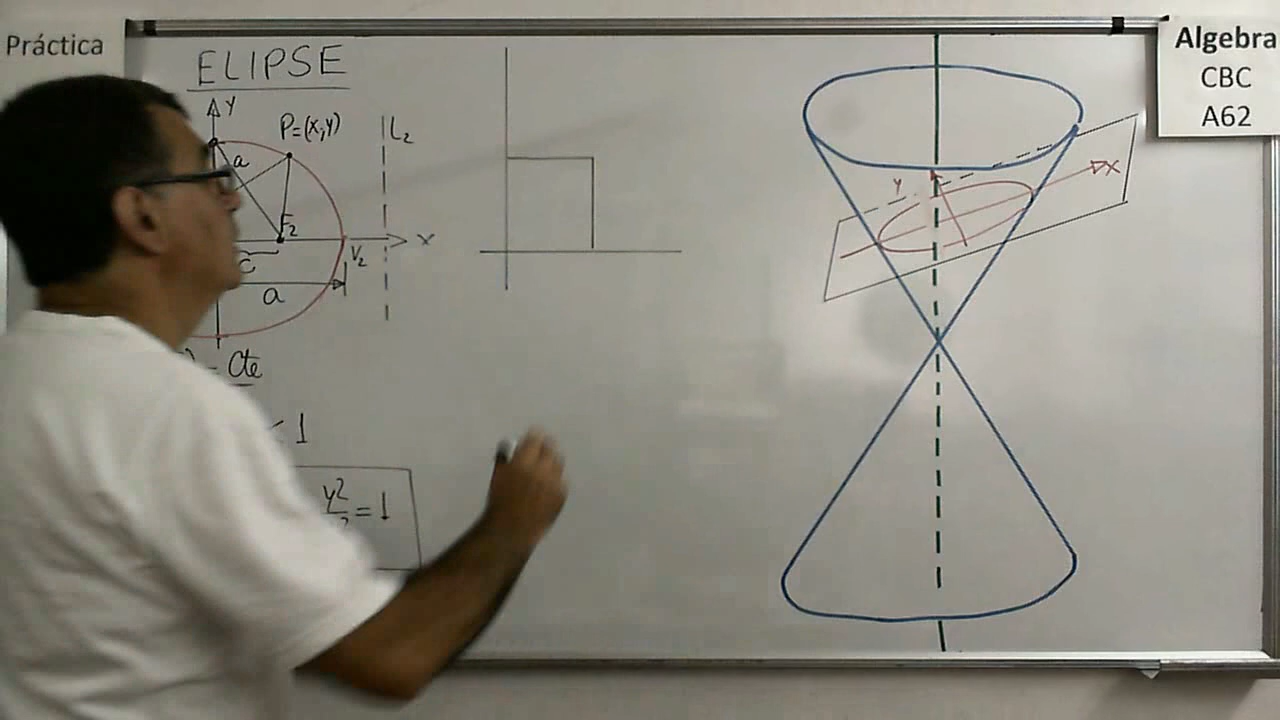 Práctica
ELIPSE
Algebra
CBC
A62
Y
P=(X,Y)
L₂
a
F₂
X
V₂
C
a
= Cte
< 1
y²
= 1
Y
X